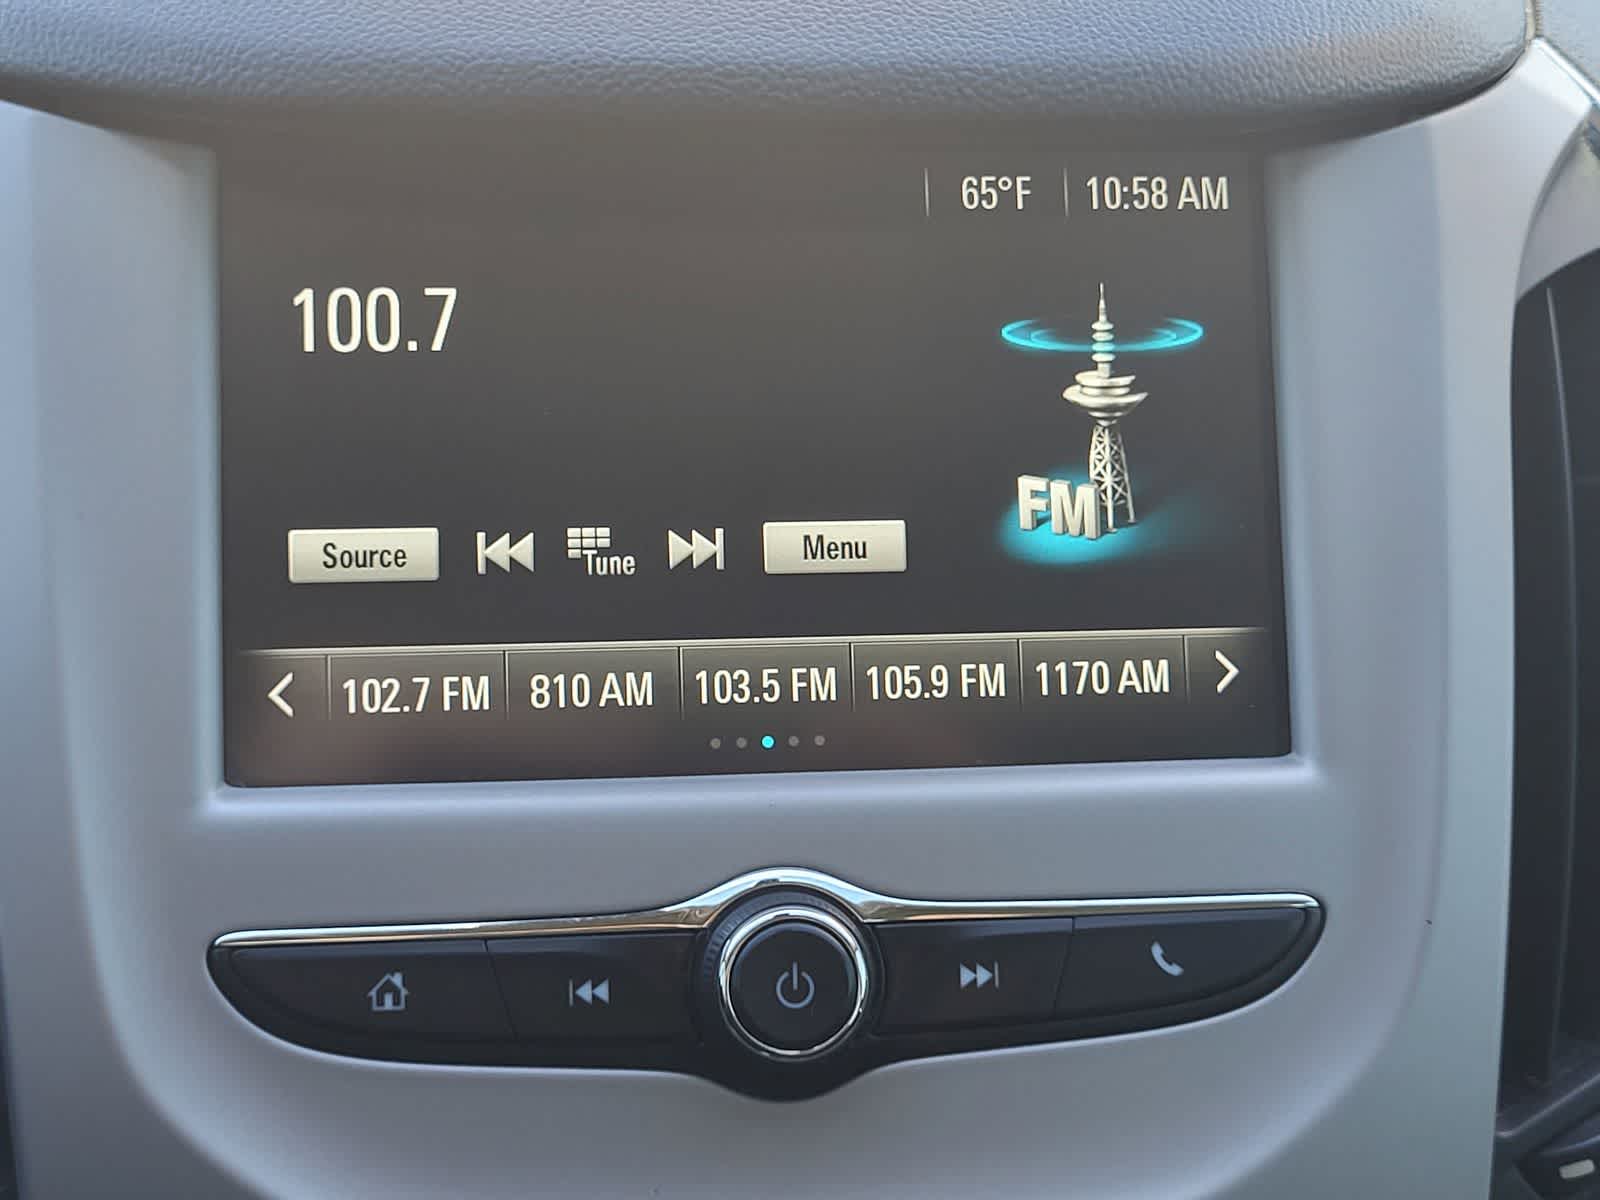 65°F 10:58 AM
100.7
FM
Source Tune Menu
102.7 FM 810 AM 103.5 FM 105.9 FM 1170 AM